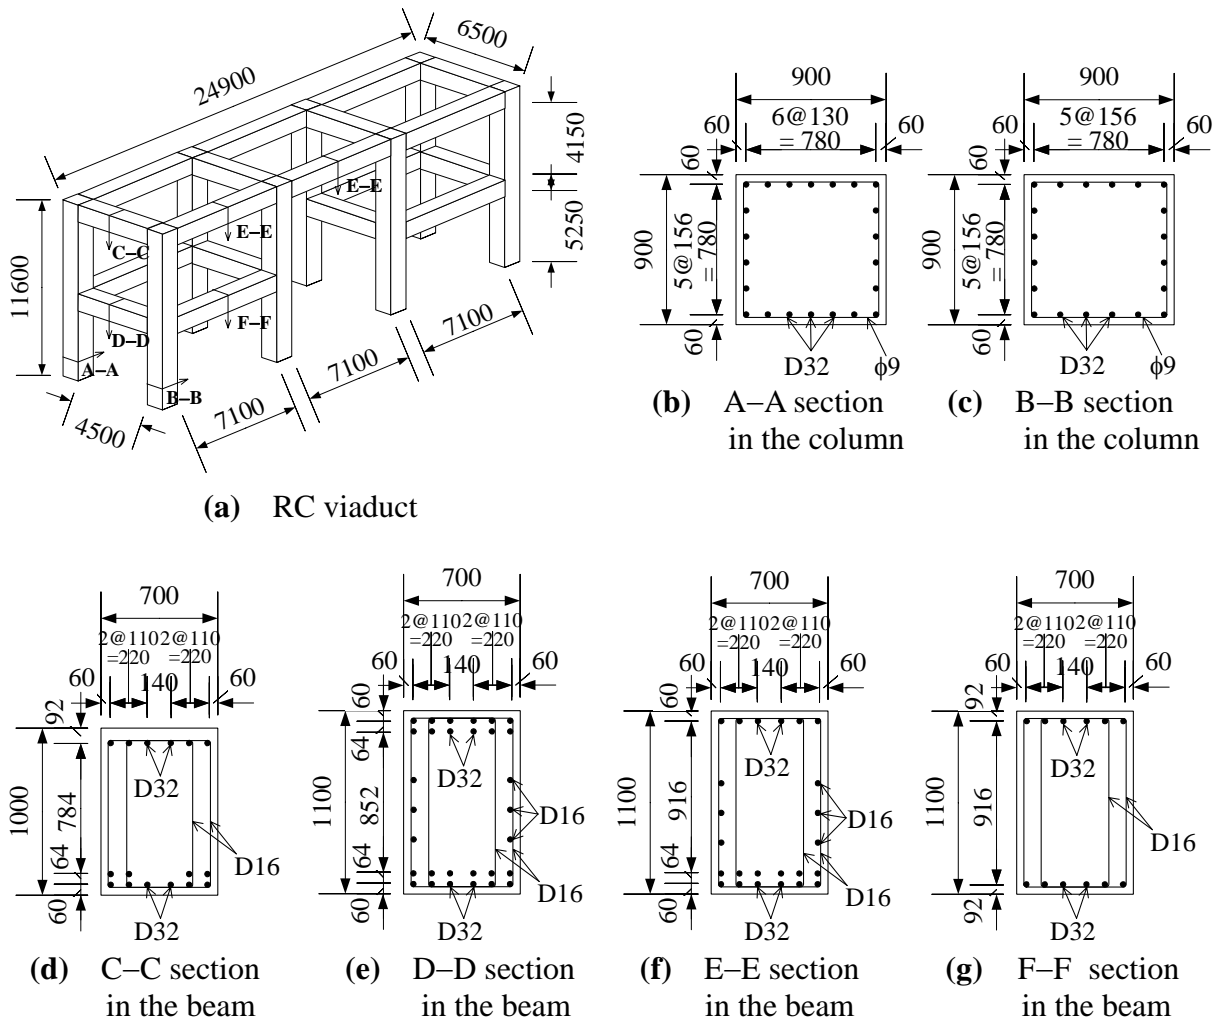 24900
6500
4150
5250
11600
E–E
C–C
E–E
D–D
F–F
A–A
B–B
4500
7100
7100
7100
(a) RC viaduct
900
60
6@130
= 780
60
60
900
5@156
= 780
60
D32
ϕ9
(b) A–A section
in the column
900
60
5@156
= 780
60
60
900
5@156
= 780
60
D32
ϕ9
(c) B–B section
in the column
700
2@110
=220
2@110
=220
60
140
60
92
1000
784
64
60
D32
D16
D32
(d) C–C section
in the beam
700
2@110
=220
2@110
=220
60
140
60
60
64
1100
852
64
60
D32
D16
D16
D32
(e) D–D section
in the beam
700
2@110
=220
2@110
=220
60
140
60
60
1100
916
64
60
D32
D16
D16
D32
(f) E–E section
in the beam
700
2@110
=220
2@110
=220
60
140
60
92
1100
916
92
D32
D16
D32
(g) F–F section
in the beam